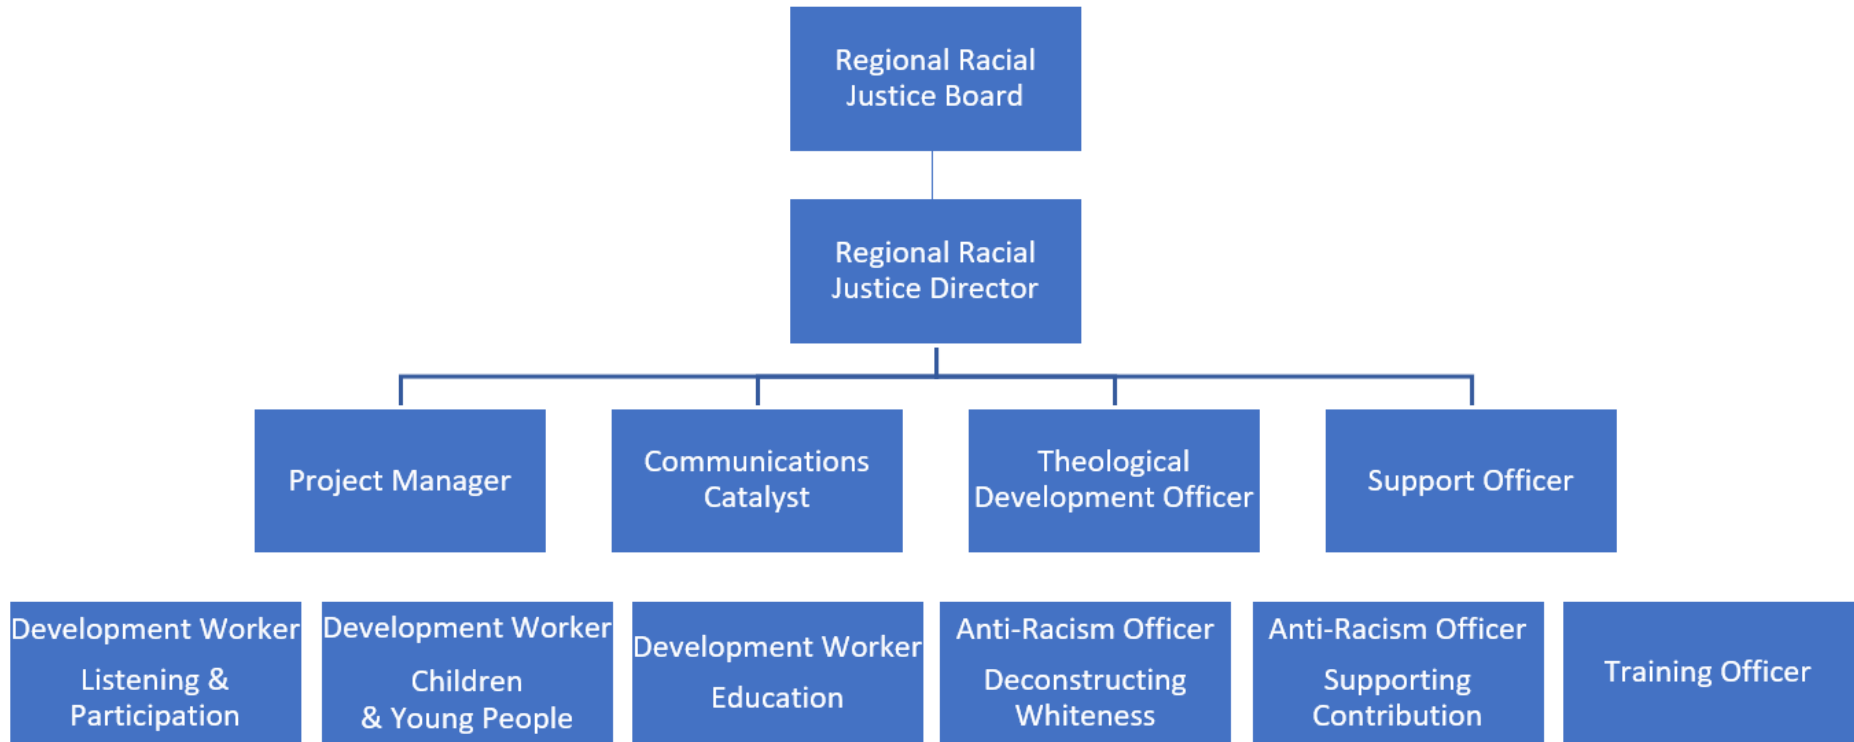 Regional Racial
Justice Board
Regional Racial
Justice Director
Project Manager
Communications
Catalyst
Theological
Development Officer
Support Officer
Development Worker
Listening &
Participation
Development Worker
Children
& Young People
Development Worker
Education
Anti-Racism Officer
Deconstructing
Whiteness
Anti-Racism Officer
Supporting
Contribution
Training Officer